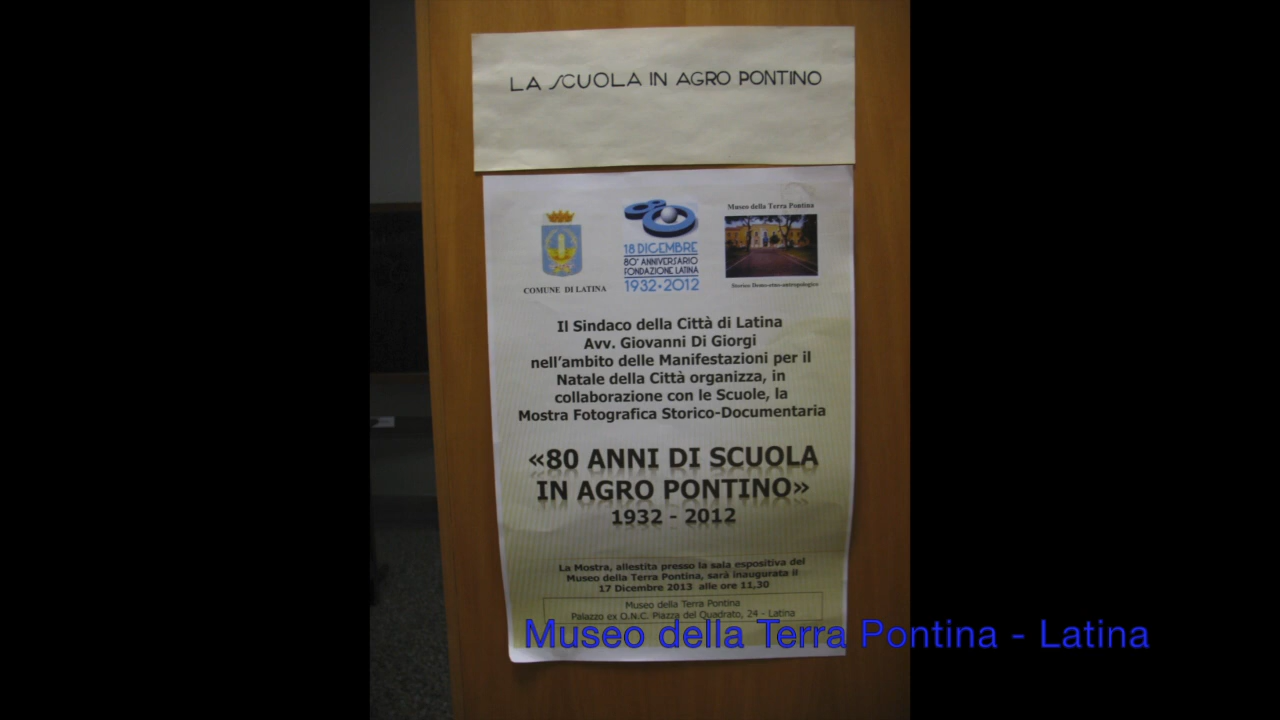 LA SCUOLA IN AGRO PONTINO
COMUNE DI LATINA
18 DICEMBRE
80° ANNIVERSARIO
FONDAZIONE LATINA
1932•2012
Museo della Terra Pontina
Storico Demo-etno-antropologico
Il Sindaco della Città di Latina
Avv. Giovanni Di Giorgi
nell'ambito delle Manifestazioni per il
Natale della Città organizza, in
collaborazione con le Scuole, la
Mostra Fotografica Storico-Documentaria
«80 ANNI DI SCUOLA
IN AGRO PONTINO»
1932 - 2012
La Mostra, allestita presso la sala espositiva del
Museo della Terra Pontina, sarà inaugurata il
17 Dicembre 2013 alle ore 11,30
Museo della Terra Pontina
Palazzo ex O.N.C. Piazza del Quadrato, 24 - Latina
Museo della Terra Pontina - Latina